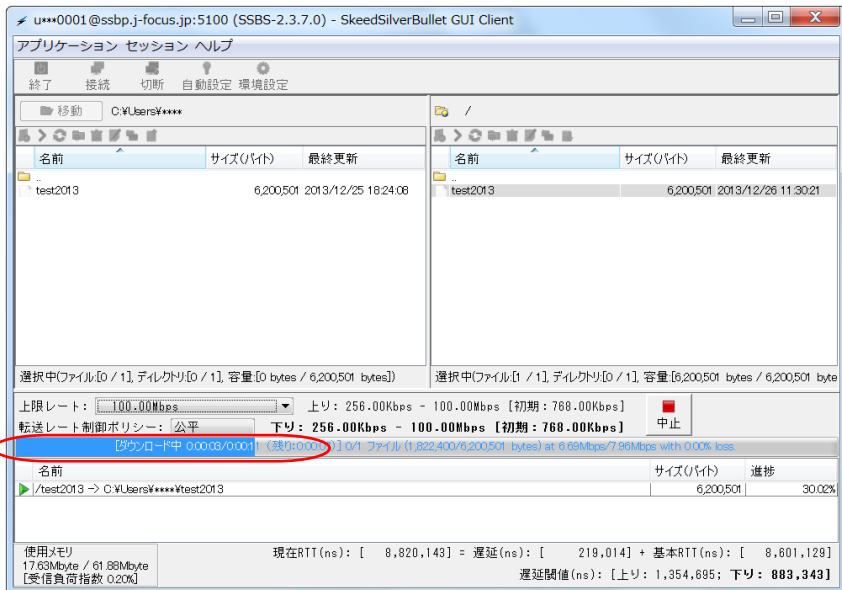 u***0001@ssbp.j-focus.jp:5100 (SSBS-2.3.7.0) - SkeedSilverBullet GUI Client
アプリケーション セッション ヘルプ
終了 接続 切断 自動設定 環境設定
移動 C:¥Users¥**** /
名前 サイズ(バイト) 最終更新 名前 サイズ(バイト) 最終更新
.. ..
test2013 6,200,501 2013/12/25 18:24:08 test2013 6,200,501 2013/12/26 11:30:21
選択中(ファイル:[0 / 1], ディレクトリ:[0 / 1], 容量:[0 bytes / 6,200,501 bytes]) 選択中(ファイル:[1 / 1], ディレクトリ:[0 / 1], 容量:[6,200,501 bytes / 6,200,501 byte
上限レート: 100.00Mbps 上り: 256.00Kbps - 100.00Mbps [初期:768.00Kbps]
転送レート制御ポリシー: 公平 下り: 256.00Kbps - 100.00Mbps [初期:768.00Kbps] 中止
[ダウンロード中 0:00:03/0:00:11 (残り:0:00:0 )] 0/1 ファイル (1,822,400/6,200,501 bytes) at 6.69Mbps/7.96Mbps with 0.00% loss.
名前 サイズ(バイト) 進捗
/test2013 -> C:¥Users¥****¥test2013 6,200,501 30.02%
使用メモリ 現在RTT(ns): [ 8,820,143] = 遅延(ns): [ 219,014] + 基本RTT(ns): [ 8,601,129]
17.63Mbyte / 61.88Mbyte
[受信負荷指数 0.20%] 遅延閾値(ns): [上り: 1,354,695; 下り: 883,343]